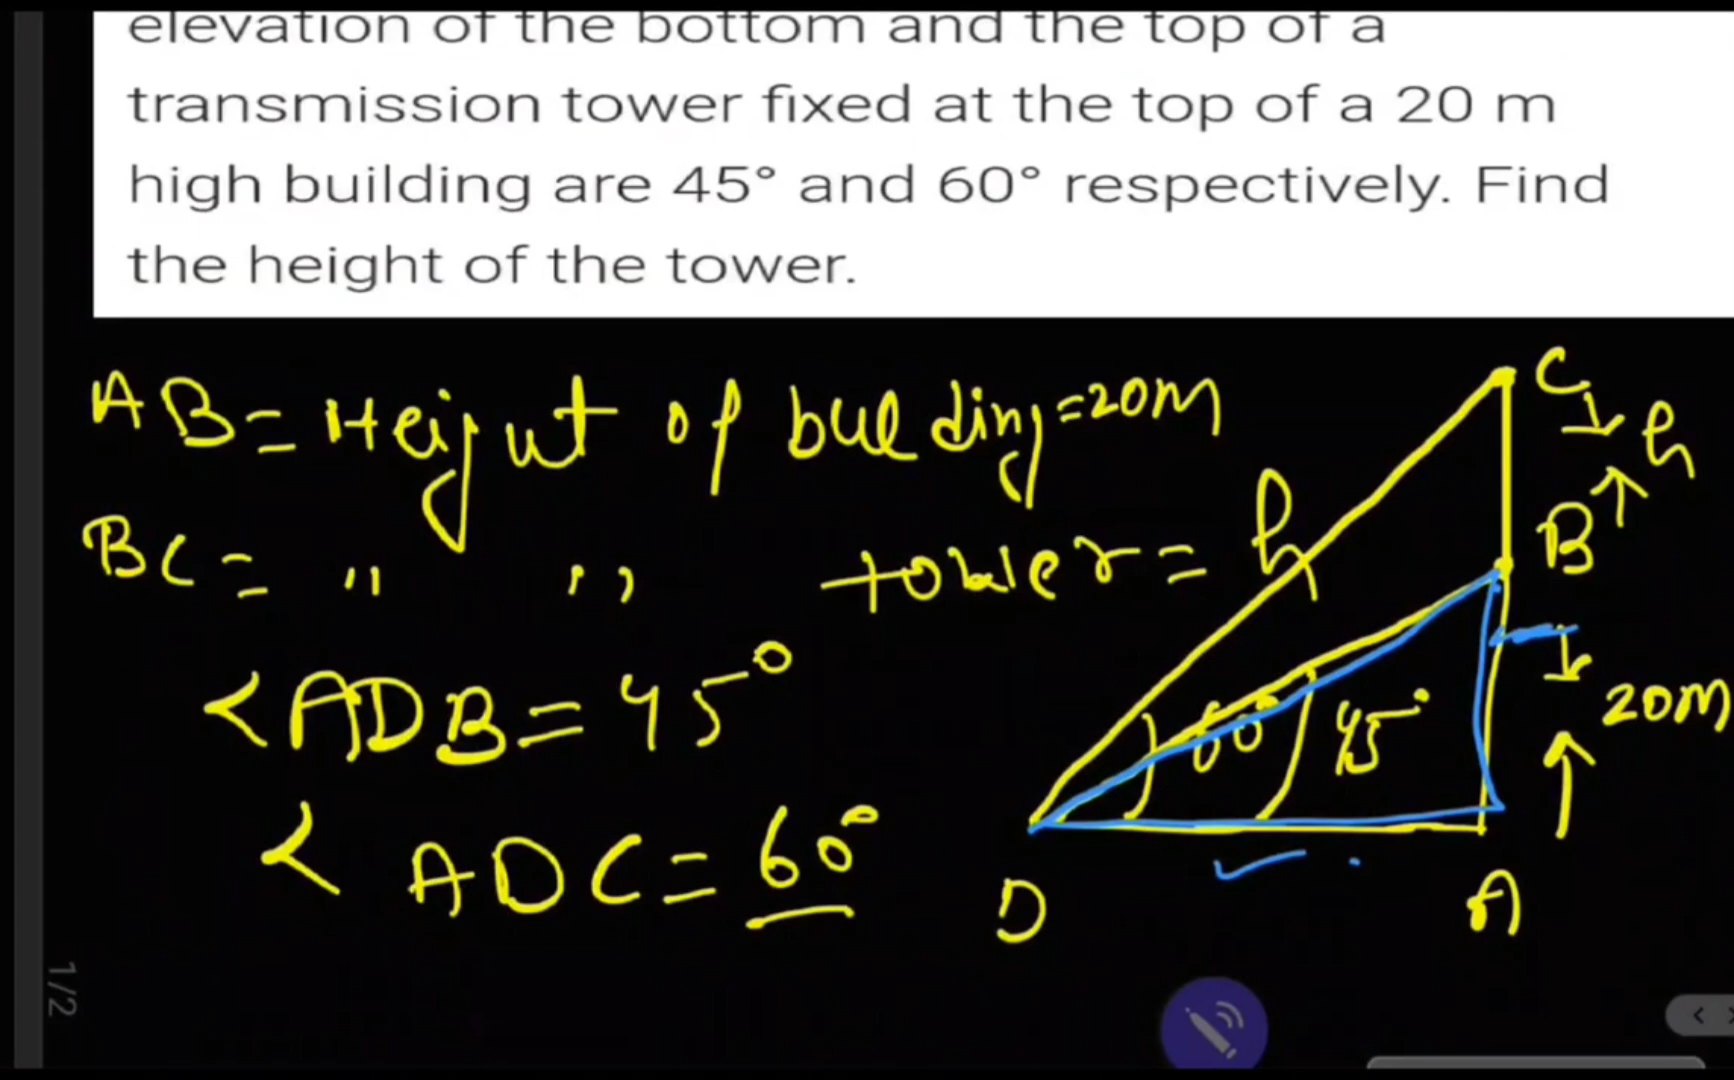 elevation of the bottom and the top of a
transmission tower fixed at the top of a 20 m
high building are 45° and 60° respectively. Find
the height of the tower.
AB = Height of building = 20m
BC = " " tower = h
<ADB = 45°
< ADC = 60°
C
h
B
20m
60°
45°
D
A
1/2